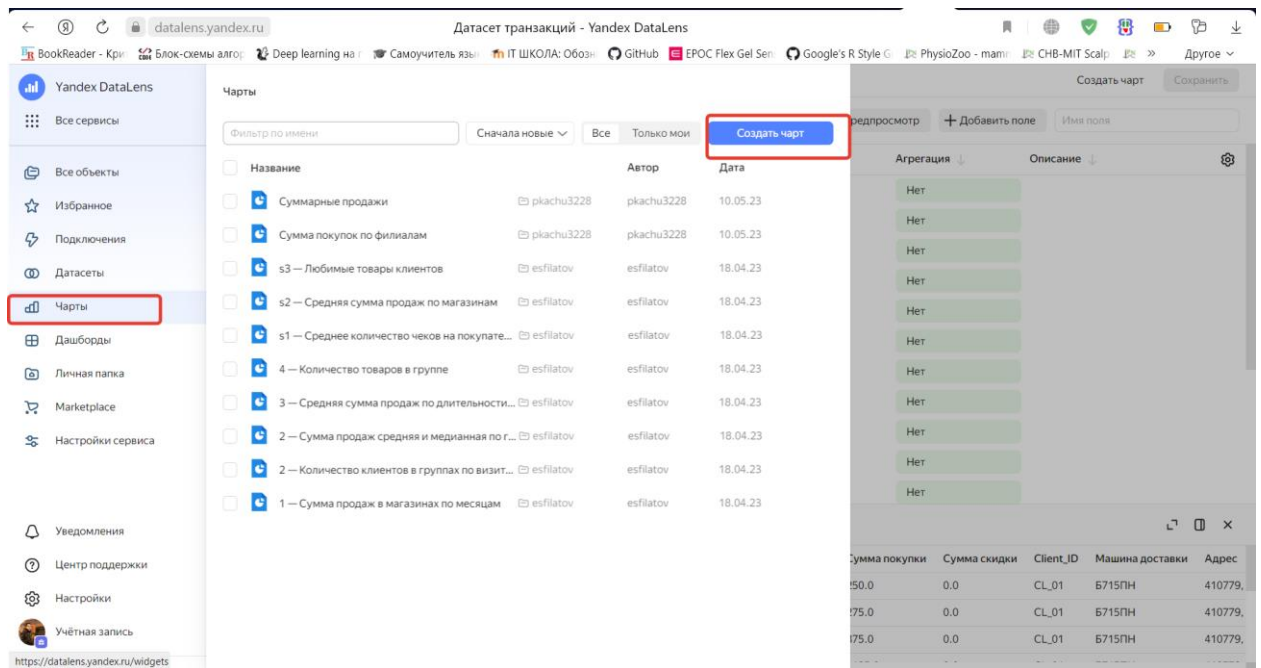 datalens.yandex.ru Датасет транзакций - Yandex DataLens
BookReader - Кри Блок-схемы алгор Deep learning на Самоучитель язы IT ШКОЛА: Обозн GitHub EPOC Flex Gel Sen Google's R Style G PhysioZoo - mamm CHB-MIT Scalp » Другое
Yandex DataLens
Все сервисы
Все объекты
Избранное
Подключения
Датасеты
Чарты
Дашборды
Личная папка
Marketplace
Настройки сервиса
Уведомления
Центр поддержки
Настройки
Учётная запись
https://datalens.yandex.ru/widgets
Чарты
Фильтр по имени Сначала новые Все Только мои Создать чарт
Название Автор Дата
Суммарные продажи pkachu3228 pkachu3228 10.05.23
Сумма покупок по филиалам pkachu3228 pkachu3228 10.05.23
s3 — Любимые товары клиентов esfilatov esfilatov 18.04.23
s2 — Средняя сумма продаж по магазинам esfilatov esfilatov 18.04.23
s1 — Среднее количество чеков на покупате... esfilatov esfilatov 18.04.23
4 — Количество товаров в группе esfilatov esfilatov 18.04.23
3 — Средняя сумма продаж по длительности... esfilatov esfilatov 18.04.23
2 — Сумма продаж средняя и медианная по г... esfilatov esfilatov 18.04.23
2 — Количество клиентов в группах по визит... esfilatov esfilatov 18.04.23
1 — Сумма продаж в магазинах по месяцам esfilatov esfilatov 18.04.23
Создать чарт Сохранить
редпросмотр + Добавить поле Имя поля
Агрегация Описание
Нет
Нет
Нет
Нет
Нет
Нет
Нет
Нет
Нет
Нет
Нет
Сумма покупки Сумма скидки Client_ID Машина доставки Адрес
250.0 0.0 CL_01 Б715ПН 410779,
275.0 0.0 CL_01 Б715ПН 410779,
375.0 0.0 CL_01 Б715ПН 410779,